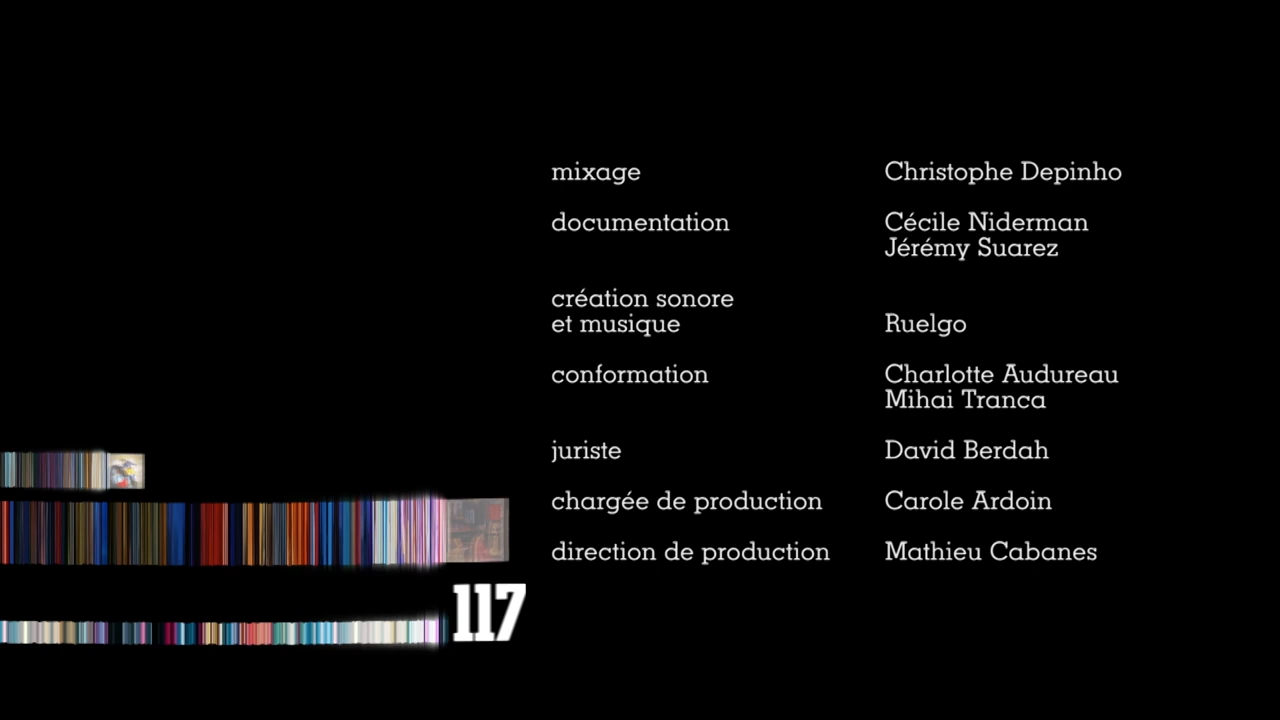 mixage Christophe Depinho
documentation Cécile Niderman
Jérémy Suarez
création sonore
et musique Ruelgo
conformation Charlotte Audureau
Mihai Tranca
juriste David Berdah
chargée de production Carole Ardoin
direction de production Mathieu Cabanes
117